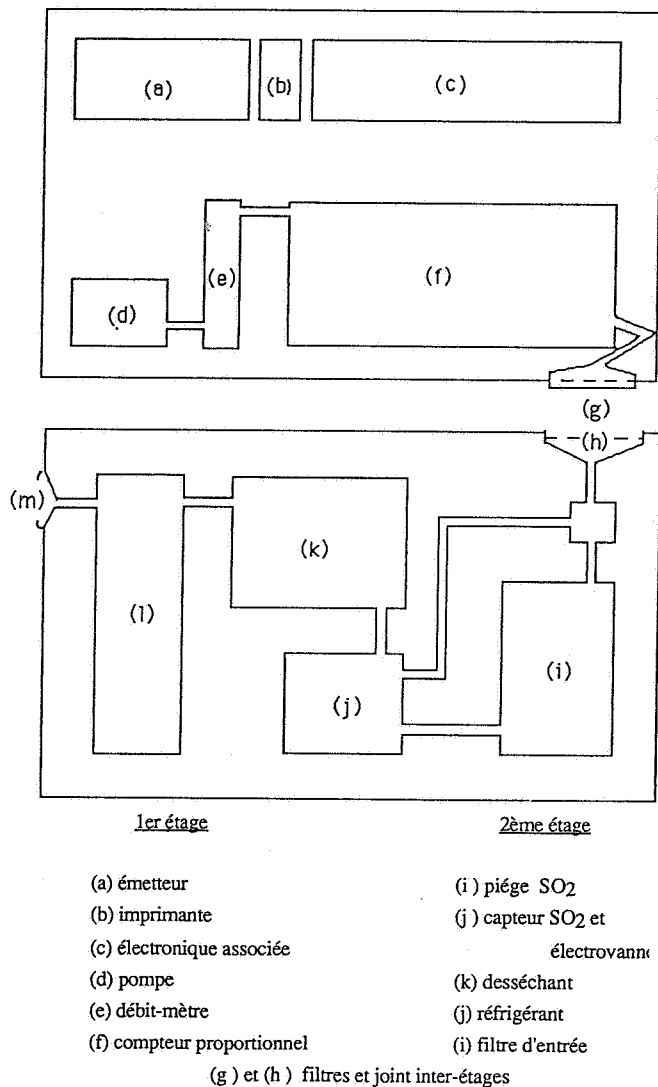 (a)
(b)
(c)
(d)
(e)
(f)
(g)
(h)
(m)
(l)
(k)
(j)
(i)
1er étage
2ème étage
(a) émetteur
(b) imprimante
(c) électronique associée
(d) pompe
(e) débit-mètre
(f) compteur proportionnel
(i) piége SO2
(j) capteur SO2 et
électrovanne
(k) desséchant
(j) réfrigérant
(i) filtre d'entrée
(g ) et (h ) filtres et joint inter-étages